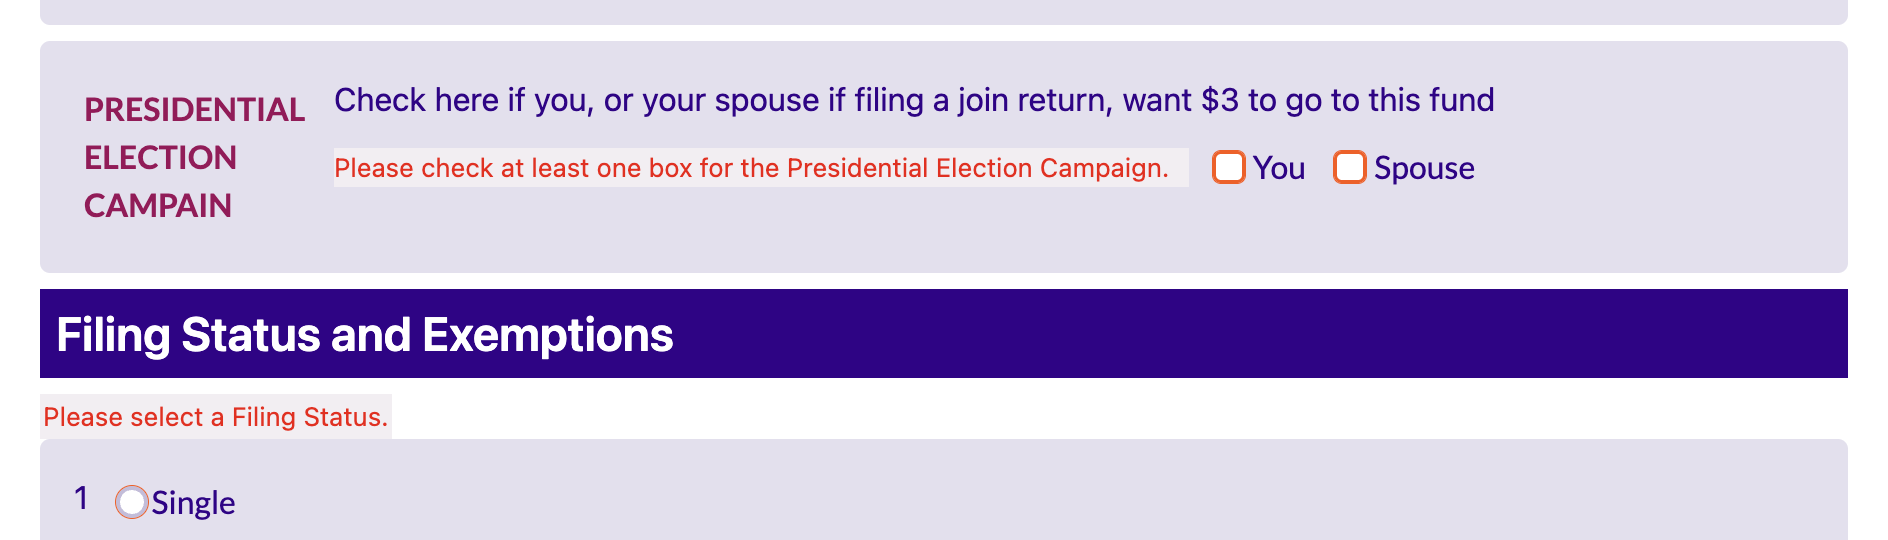 PRESIDENTIAL
ELECTION
CAMPAIN
Check here if you, or your spouse if filing a join return, want $3 to go to this fund
Please check at least one box for the Presidential Election Campaign. You Spouse
Filing Status and Exemptions
Please select a Filing Status.
1 Single